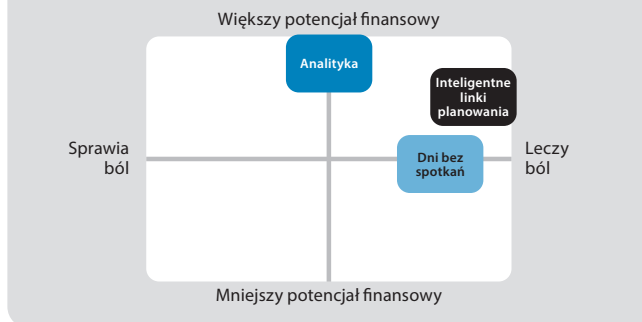 Większy potencjał finansowy
Analityka
Inteligentne
linki
planowania
Sprawia
ból
Dni bez
spotkań
Leczy
ból
Mniejszy potencjał finansowy